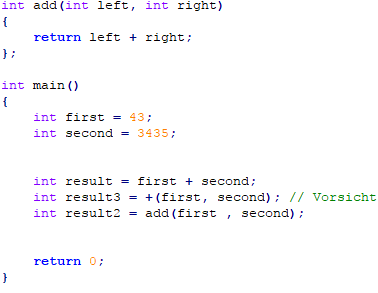 int add(int left, int right)
{
    return left + right;
};
int main()
{
    int first = 43;
    int second = 3435;
    int result = first + second;
    int result3 = +(first, second); // Vorsicht
    int result2 = add(first , second);
    return 0;
}